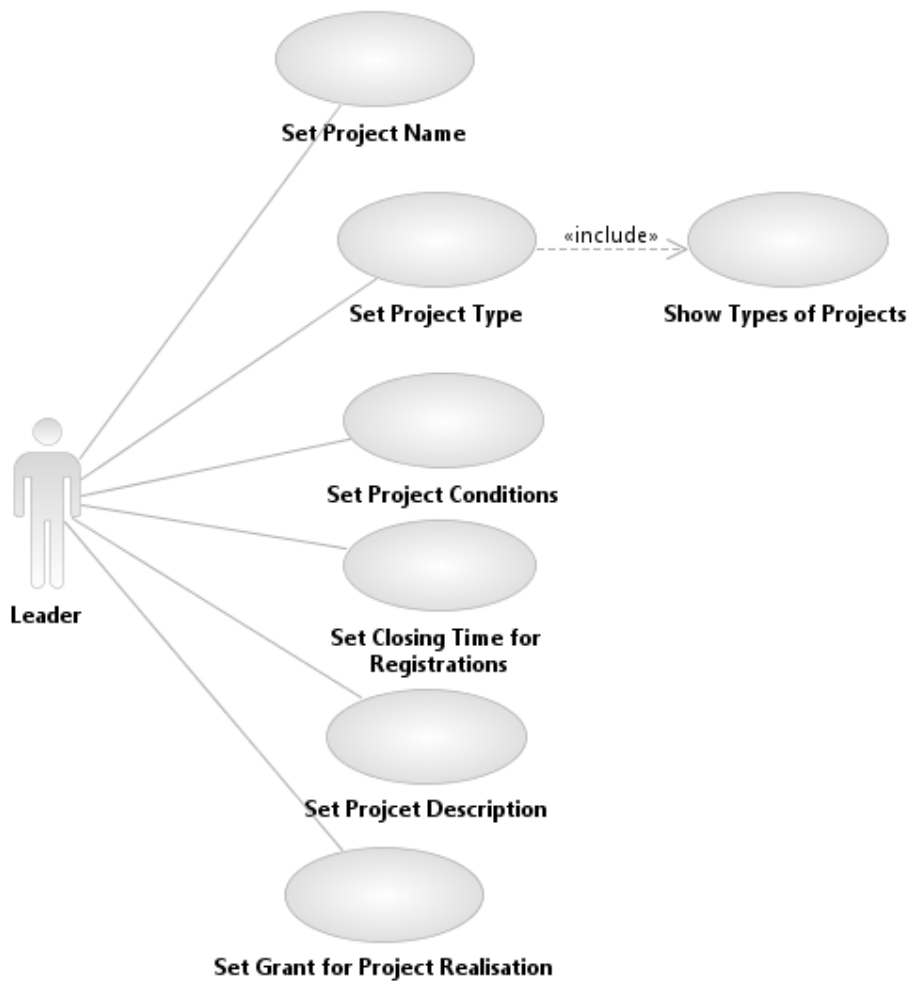 Set Project Name
«include»
Set Project Type
Show Types of Projects
Set Project Conditions
Leader
Set Closing Time for
Registrations
Set Projcet Description
Set Grant for Project Realisation